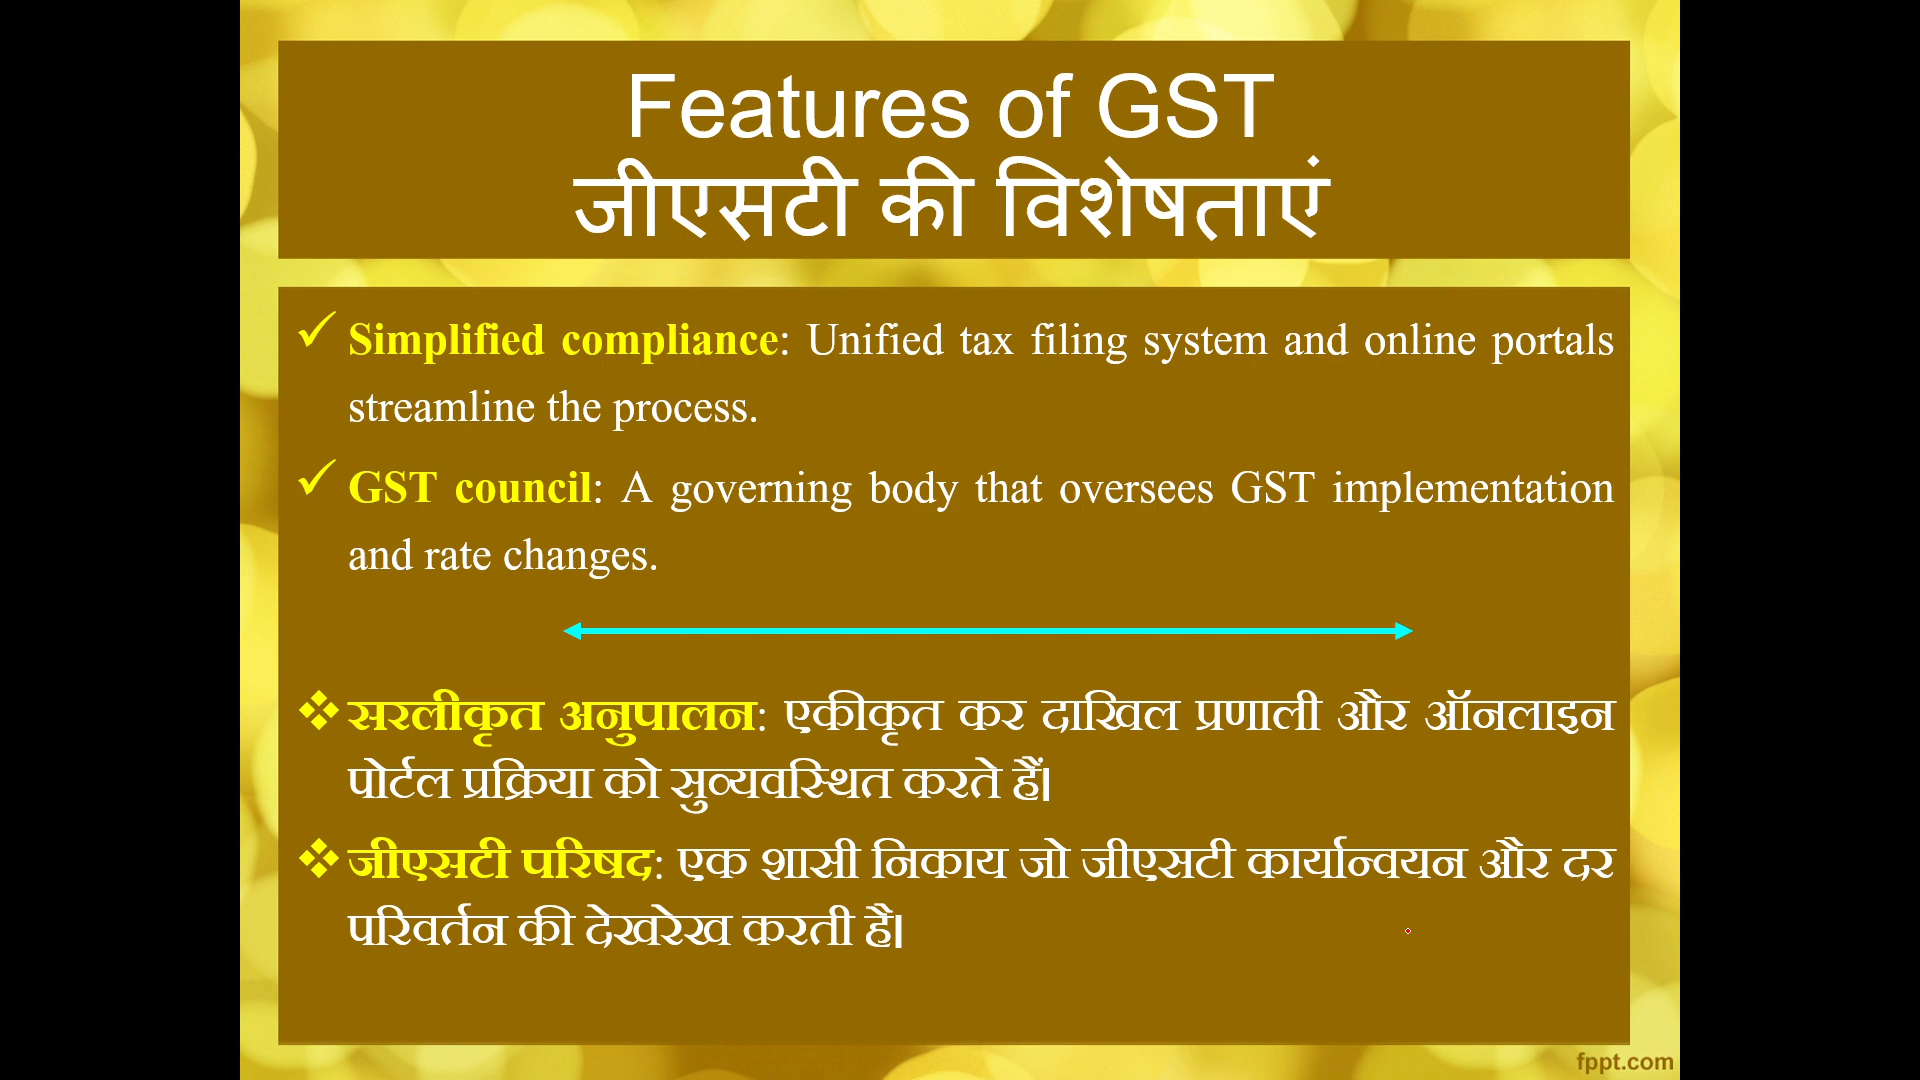 Features of GST
जीएसटी की विशेषताएं
Simplified compliance: Unified tax filing system and online portals
streamline the process.
GST council: A governing body that oversees GST implementation
and rate changes.
सरलीकृत अनुपालन: एकीकृत कर दाखिल प्रणाली और ऑनलाइन
पोर्टल प्रक्रिया को सुव्यवस्थित करते हैं।
जीएसटी परिषद: एक शासी निकाय जो जीएसटी कार्यान्वयन और दर
परिवर्तन की देखरेख करती है।
fppt.com